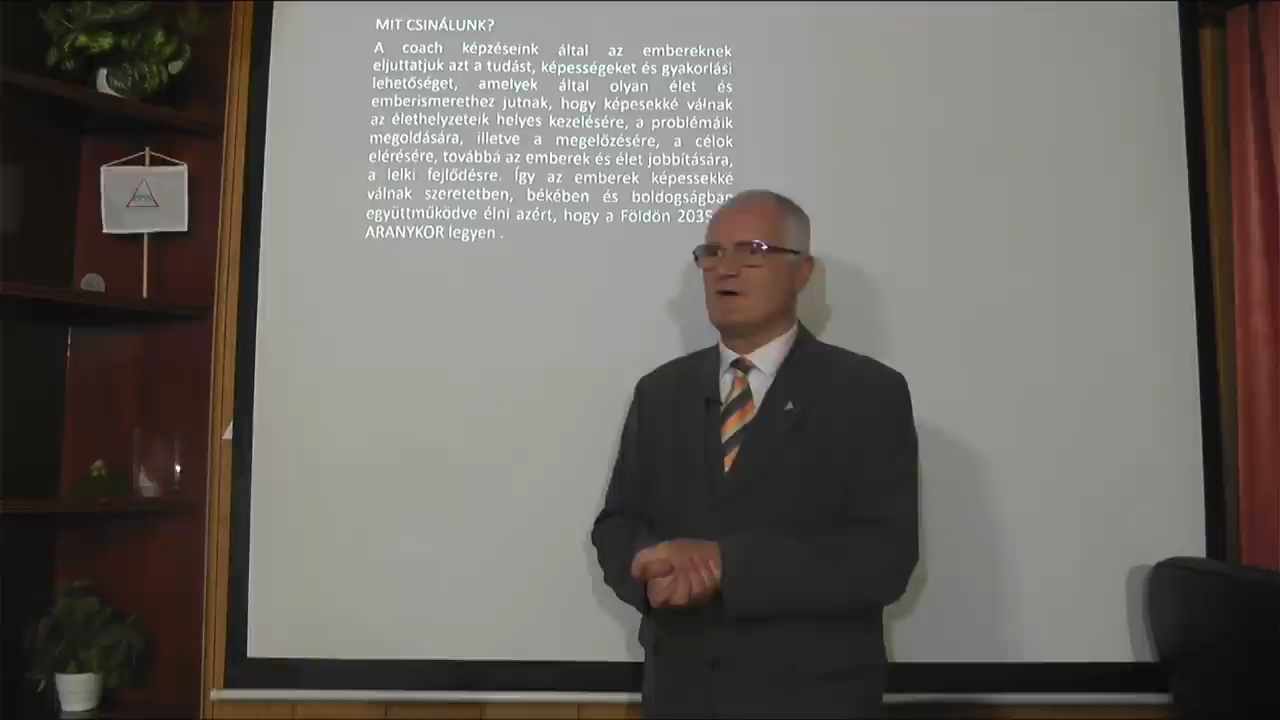 MIT CSINÁLUNK?
A coach képzéseink által az embereknek
eljuttatjuk azt a tudást, képességeket és gyakorlási
lehetőséget, amelyek által olyan élet és
emberismerethez jutnak, hogy képesekké válnak
az élethelyzeteik helyes kezelésére, a problémáik
megoldására, illetve a megelőzésére, a célok
elérésére, továbbá az emberek és élet jobbítására,
a lelki fejlődésre. Így az emberek képessekké
válnak szeretetben, békében és boldogságban
együttműködve élni azért, hogy a Földön 2035
ARANYKOR legyen .